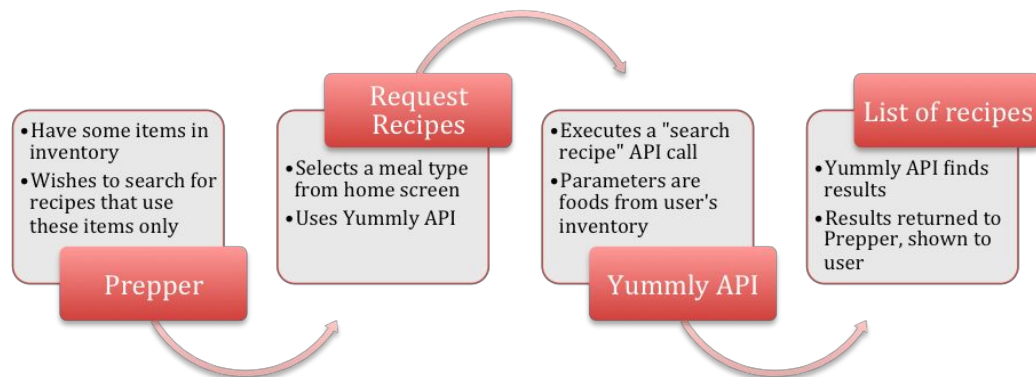 •Have some items in
inventory
•Wishes to search for
recipes that use
these items only
Prepper
Request
Recipes
•Selects a meal type
from home screen
•Uses Yummly API
•Executes a "search
recipe" API call
•Parameters are
foods from user's
inventory
Yummly API
List of recipes
•Yummly API finds
results
•Results returned to
Prepper, shown to
user